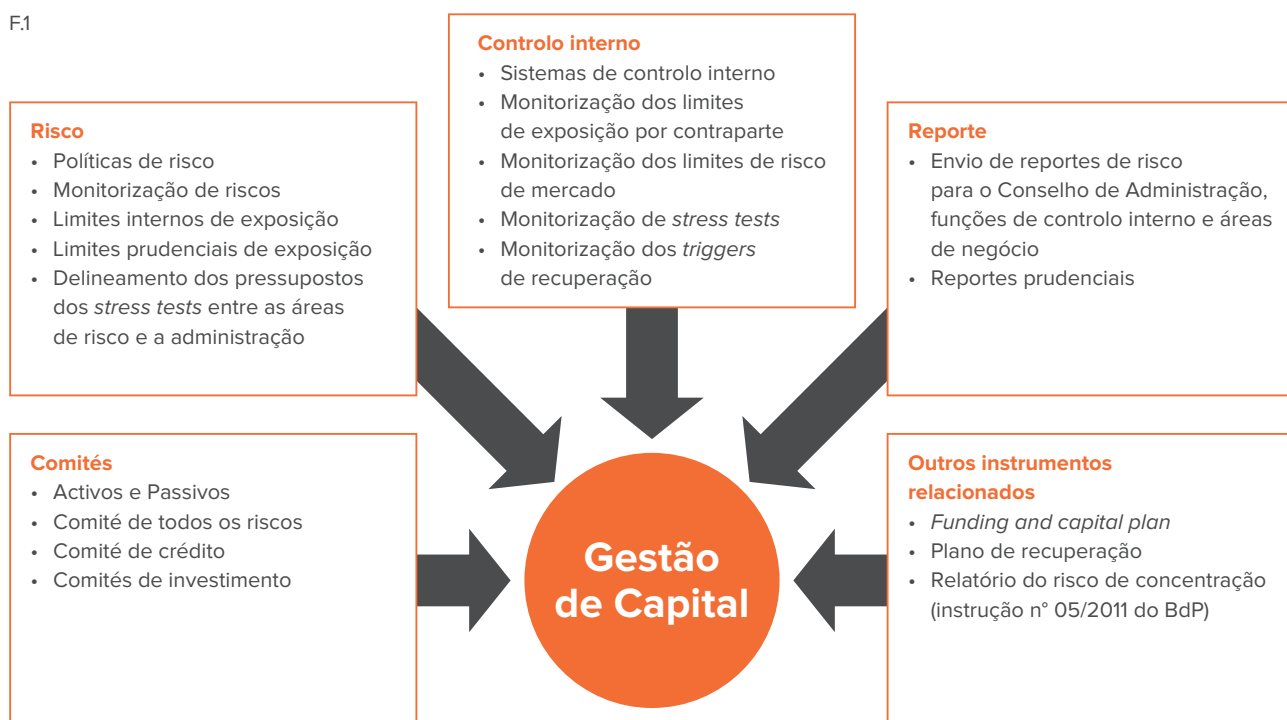 F.1
Controlo interno
• Sistemas de controlo interno
• Monitorização dos limites
de exposição por contraparte
• Monitorização dos limites de risco
de mercado
• Monitorização de stress tests
• Monitorização dos triggers
de recuperação
Risco
• Políticas de risco
• Monitorização de riscos
• Limites internos de exposição
• Limites prudenciais de exposição
• Delineamento dos pressupostos
dos stress tests entre as áreas
de risco e a administração
Reporte
• Envio de reportes de risco
para o Conselho de Administração,
funções de controlo interno e áreas
de negócio
• Reportes prudenciais
Comités
• Activos e Passivos
• Comité de todos os riscos
• Comité de crédito
• Comités de investimento
Gestão
de Capital
Outros instrumentos
relacionados
• Funding and capital plan
• Plano de recuperação
• Relatório do risco de concentração
(instrução n° 05/2011 do BdP)